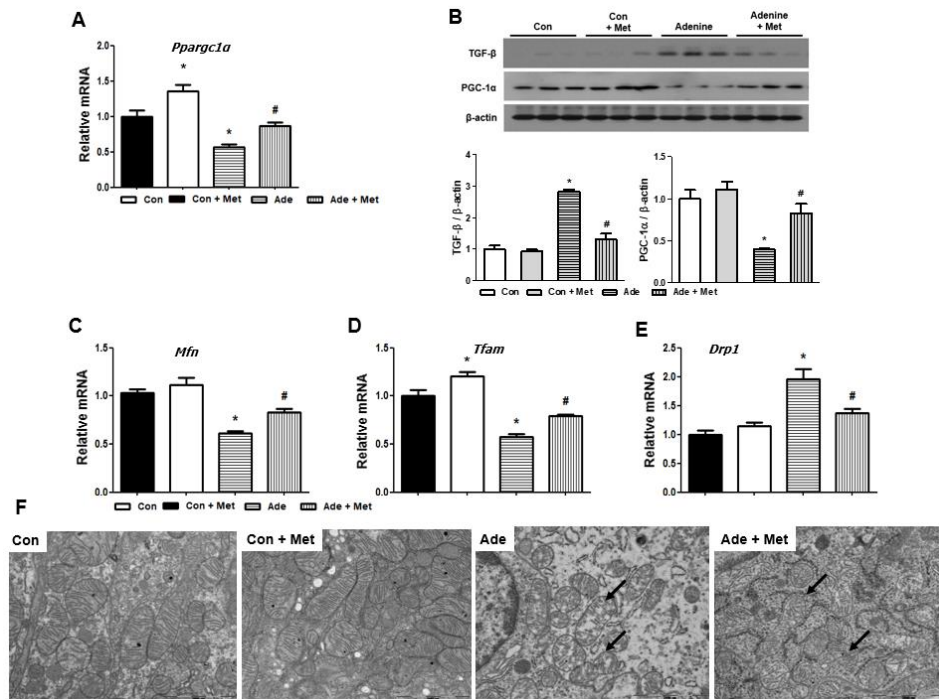 A
Ppargc1α
Relative mRNA
1.5
1.0
0.5
0.0
*
*
#
Con
Con + Met
Ade
Ade + Met
B
Con
Con
+ Met
Adenine
Adenine
+ Met
TGF-β
PGC-1α
β-actin
TGF-β / β-actin
4
3
2
1
0
*
#
PGC-1α / β-actin
1.5
1.0
0.5
0.0
*
#
Con
Con + Met
Ade
Ade + Met
C
Mfn
Relative mRNA
1.5
1.0
0.5
0.0
*
#
D
Tfam
Relative mRNA
1.5
1.0
0.5
0.0
*
*
#
E
Drp1
Relative mRNA
2.5
2.0
1.5
1.0
0.5
0.0
*
#
Con
Con + Met
Ade
Ade + Met
F
Con
Con + Met
Ade
Ade + Met